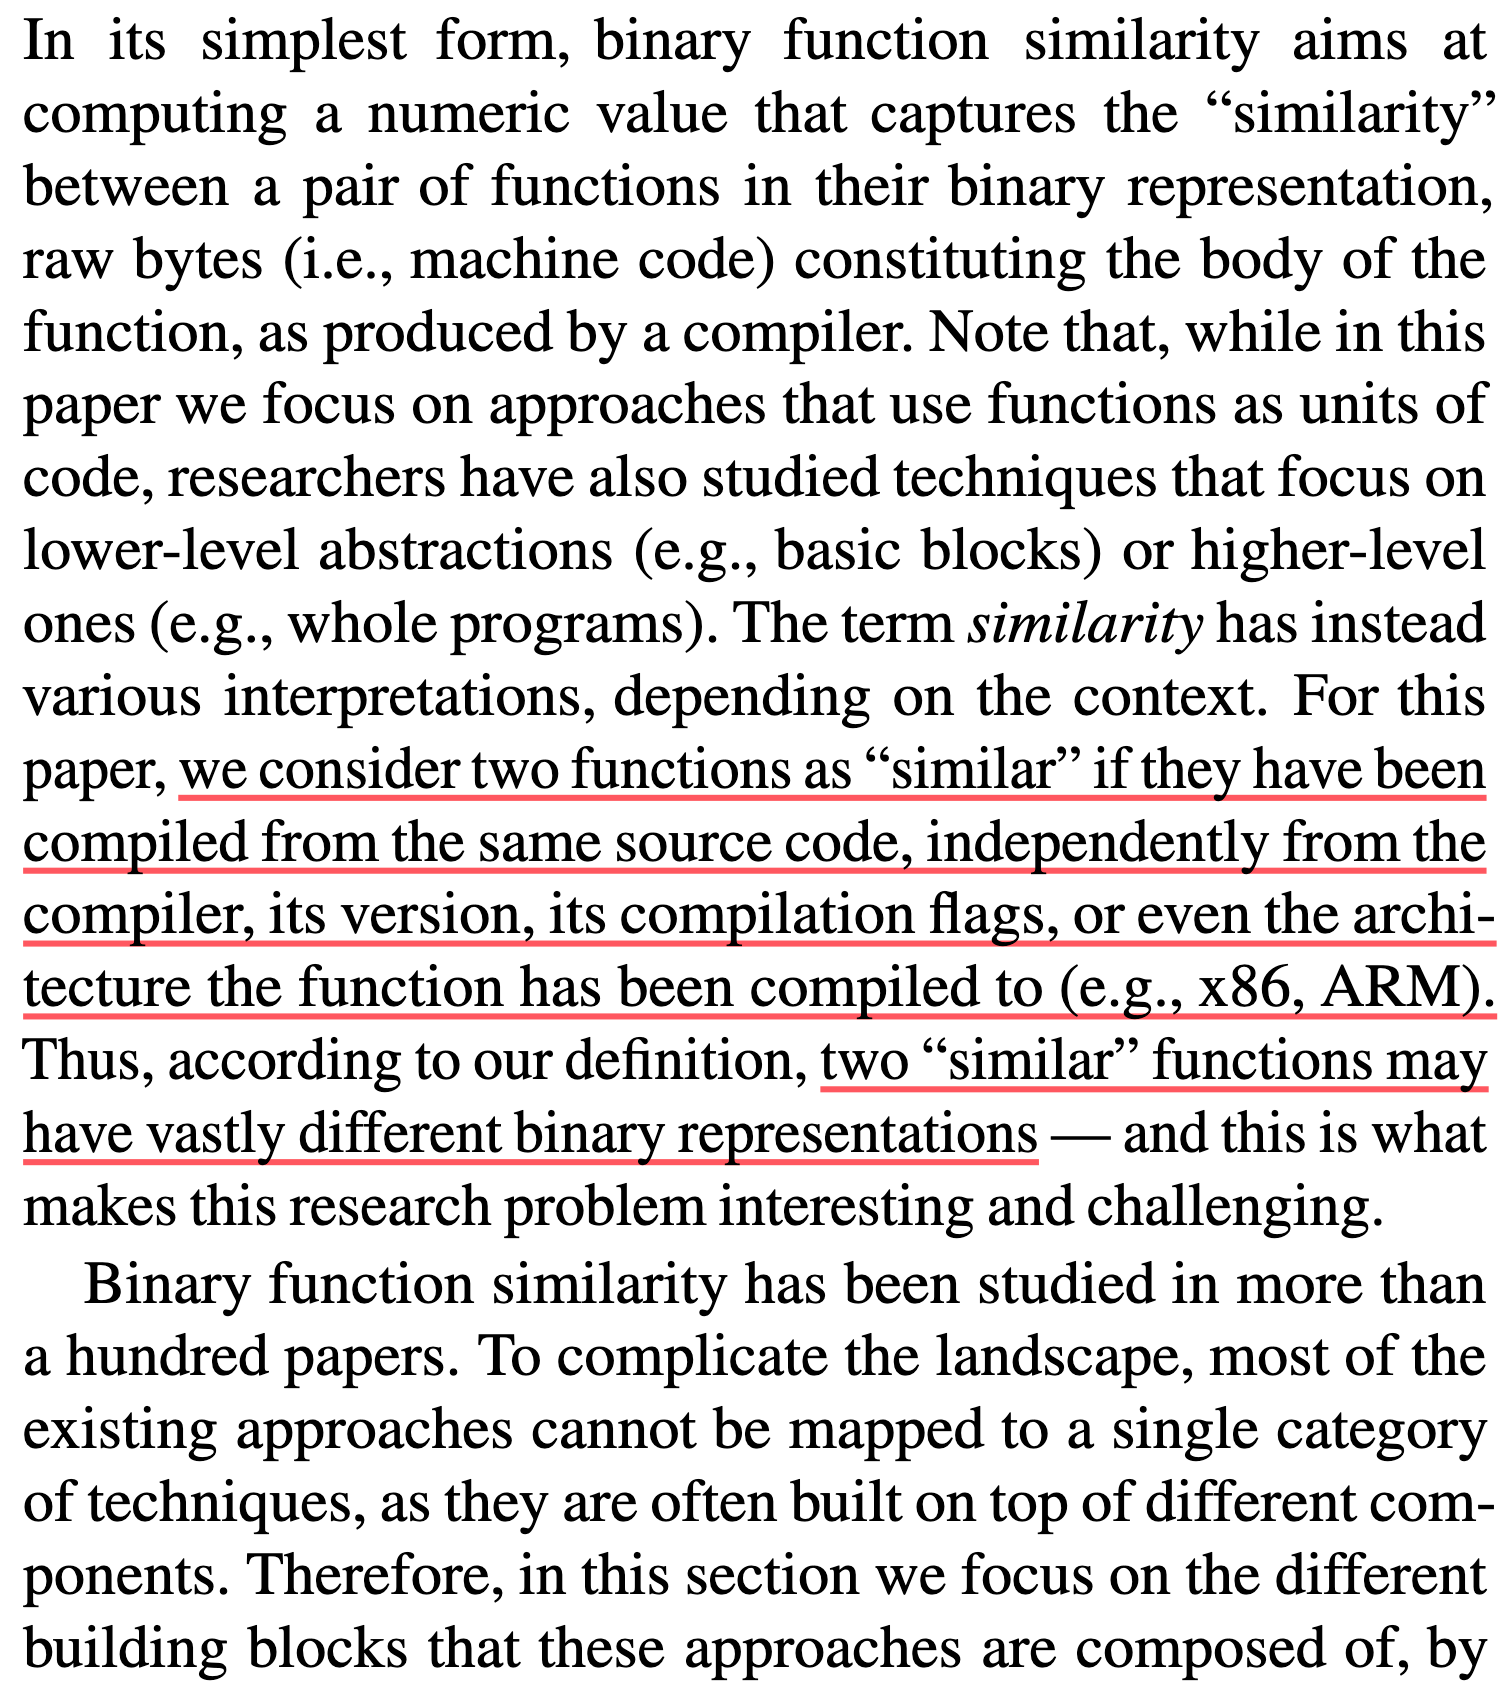 In its simplest form, binary function similarity aims at
computing a numeric value that captures the “similarity”
between a pair of functions in their binary representation,
raw bytes (i.e., machine code) constituting the body of the
function, as produced by a compiler. Note that, while in this
paper we focus on approaches that use functions as units of
code, researchers have also studied techniques that focus on
lower-level abstractions (e.g., basic blocks) or higher-level
ones (e.g., whole programs). The term similarity has instead
various interpretations, depending on the context. For this
paper, we consider two functions as “similar” if they have been
compiled from the same source code, independently from the
compiler, its version, its compilation flags, or even the archi-
tecture the function has been compiled to (e.g., x86, ARM).
Thus, according to our definition, two “similar” functions may
have vastly different binary representations — and this is what
makes this research problem interesting and challenging.
Binary function similarity has been studied in more than
a hundred papers. To complicate the landscape, most of the
existing approaches cannot be mapped to a single category
of techniques, as they are often built on top of different com-
ponents. Therefore, in this section we focus on the different
building blocks that these approaches are composed of, by